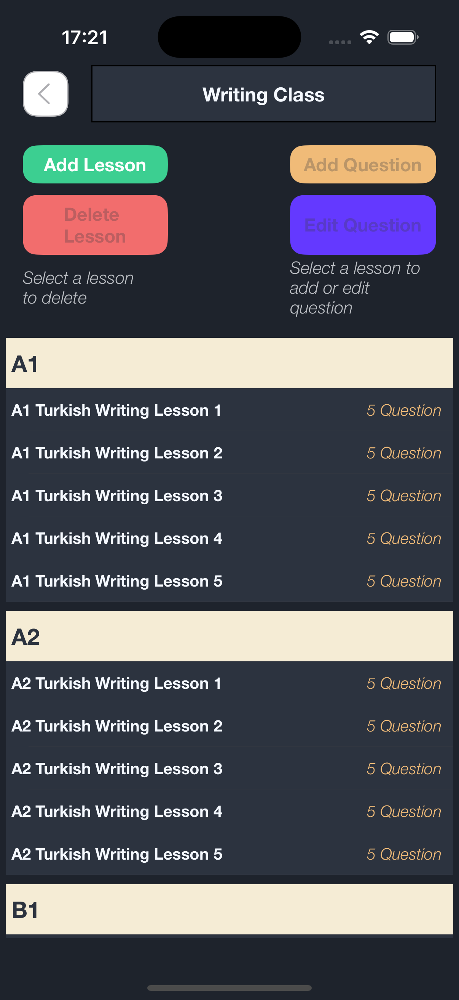 17:21
Writing Class
Add Lesson
Add Question
Delete
Lesson
Edit Question
Select a lesson
to delete
Select a lesson to
add or edit
question
A1
A1 Turkish Writing Lesson 1 5 Question
A1 Turkish Writing Lesson 2 5 Question
A1 Turkish Writing Lesson 3 5 Question
A1 Turkish Writing Lesson 4 5 Question
A1 Turkish Writing Lesson 5 5 Question
A2
A2 Turkish Writing Lesson 1 5 Question
A2 Turkish Writing Lesson 2 5 Question
A2 Turkish Writing Lesson 3 5 Question
A2 Turkish Writing Lesson 4 5 Question
A2 Turkish Writing Lesson 5 5 Question
B1